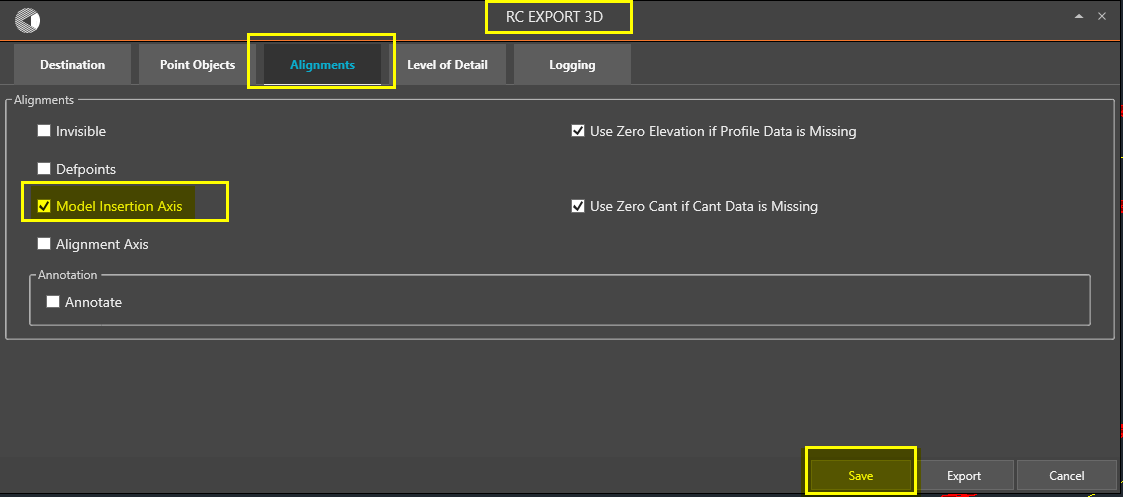 RC EXPORT 3D
Destination
Point Objects
Alignments
Level of Detail
Logging
Alignments
Invisible
Use Zero Elevation if Profile Data is Missing
Defpoints
Model Insertion Axis
Use Zero Cant if Cant Data is Missing
Alignment Axis
Annotation
Annotate
Save
Export
Cancel